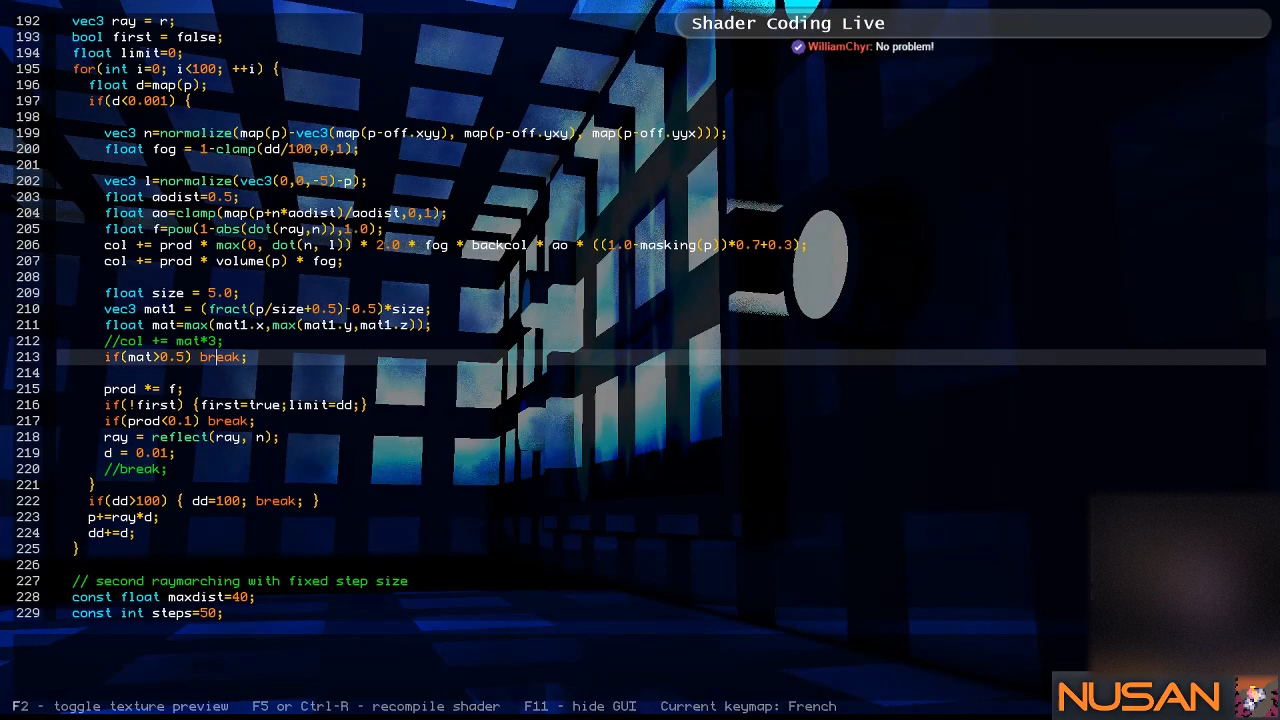 Shader Coding Live
WilliamChyr: No problem!
192 vec3 ray = r;
193 bool first = false;
194 float limit=0;
195 for(int i=0; i<100; ++i) {
196 float d=map(p);
197 if(d<0.001) {
198
199 vec3 n=normalize(map(p)-vec3(map(p-off.xyy), map(p-off.yxy), map(p-off.yyx)));
200 float fog = 1-clamp(dd/100,0,1);
201
202 vec3 l=normalize(vec3(0,0,-5)-p);
203 float aodist=0.5;
204 float ao=clamp(map(p+n*aodist)/aodist,0,1);
205 float f=pow(1-abs(dot(ray,n)),1.0);
206 col += prod * max(0, dot(n, l)) * 2.0 * fog * backcol * ao * ((1.0-masking(p))*0.7+0.3);
207 col += prod * volume(p) * fog;
208
209 float size = 5.0;
210 vec3 mat1 = (fract(p/size+0.5)-0.5)*size;
211 float mat=max(mat1.x,max(mat1.y,mat1.z));
212 //col += mat*3;
213 if(mat>0.5) break;
214
215 prod *= f;
216 if(!first) {first=true;limit=dd;}
217 if(prod<0.1) break;
218 ray = reflect(ray, n);
219 d = 0.01;
220 //break;
221 }
222 if(dd>100) { dd=100; break; }
223 p+=ray*d;
224 dd+=d;
225 }
226
227 // second raymarching with fixed step size
228 const float maxdist=40;
229 const int steps=50;
F2 - toggle texture preview F5 or Ctrl-R - recompile shader F11 - hide GUI Current keymap: French
NUSAN